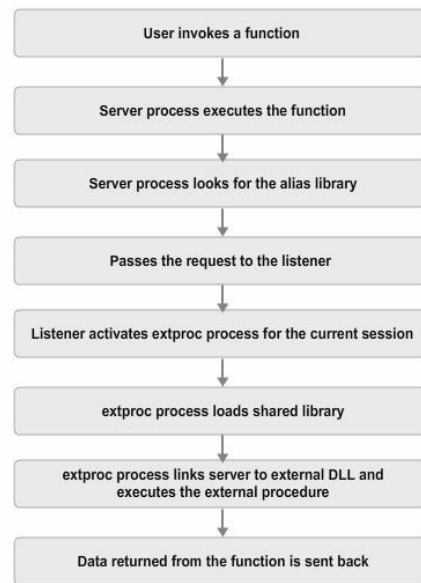 User invokes a function
Server process executes the function
Server process looks for the alias library
Passes the request to the listener
Listener activates extproc process for the current session
extproc process loads shared library
extproc process links server to external DLL and
executes the external procedure
Data returned from the function is sent back